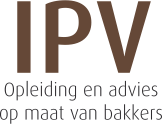 IPV
Opleiding en advies
op maat van bakkers